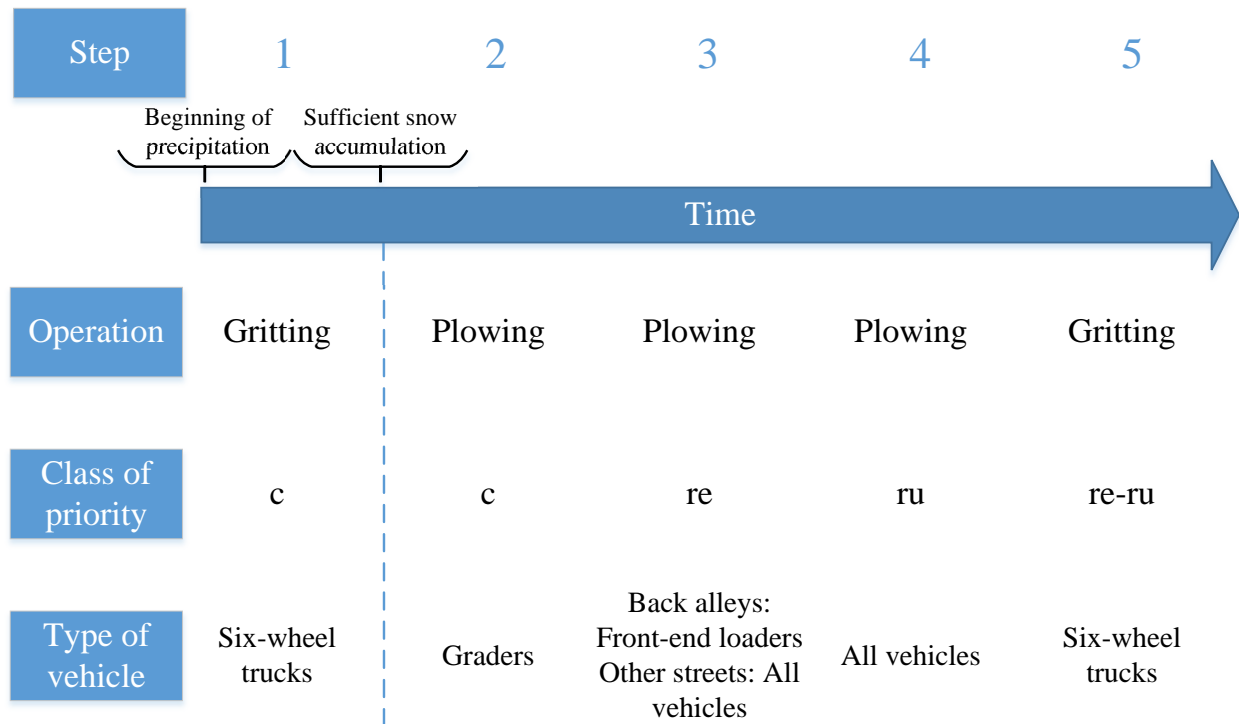 Step 1 2 3 4 5
Beginning of
precipitation
Sufficient snow
accumulation
Time
Operation Gritting Plowing Plowing Plowing Gritting
Class of
priority
c c re ru re-ru
Type of
vehicle
Six-wheel
trucks
Graders
Back alleys:
Front-end loaders
Other streets: All
vehicles
All vehicles
Six-wheel
trucks